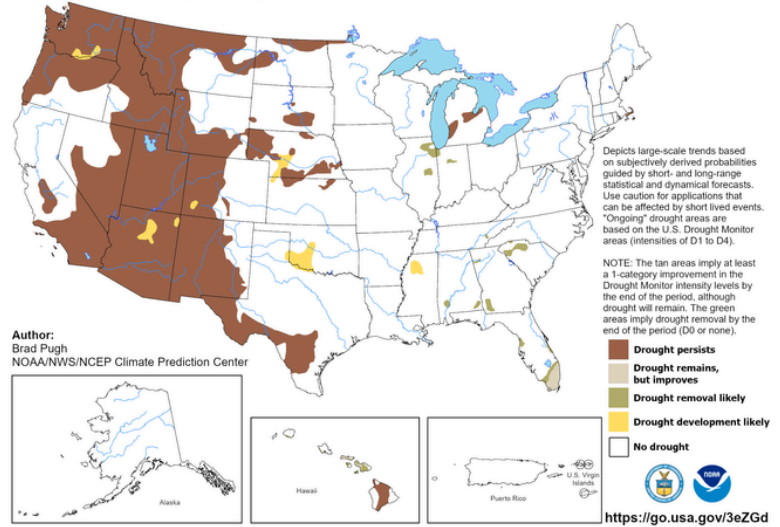 Depicts large-scale trends based
on subjectively derived probabilities
guided by short- and long-range
statistical and dynamical forecasts.
Use caution for applications that
can be affected by short lived events.
"Ongoing" drought areas are
based on the U.S. Drought Monitor
areas (intensities of D1 to D4).
NOTE: The tan areas imply at least
a 1-category improvement in the
Drought Monitor intensity levels by
the end of the period, although
drought will remain. The green
areas imply drought removal by the
end of the period (D0 or none).
Author:
Brad Pugh
NOAA/NWS/NCEP Climate Prediction Center
Drought persists
Drought remains,
but improves
Drought removal likely
Drought development likely
No drought
Alaska
Hawaii
Puerto Rico
U.S. Virgin
Islands
NOAA
https://go.usa.gov/3eZGd